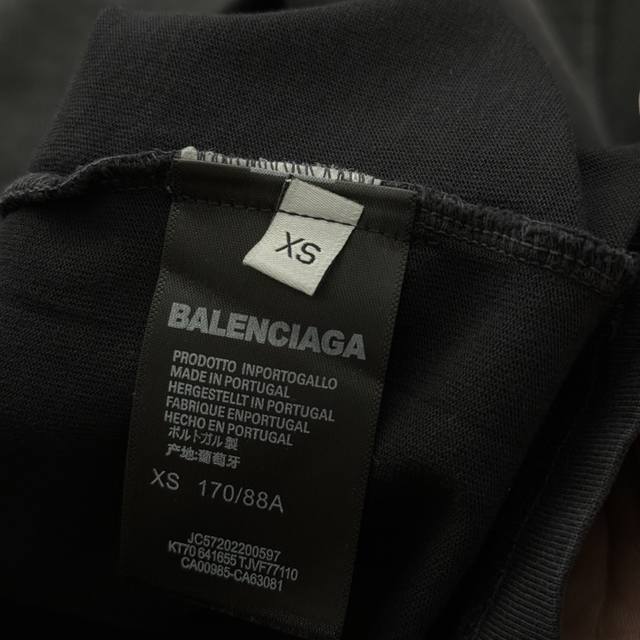 XS
BALENCIAGA
PRODOTTO INPORTOGALLO
MADE IN PORTUGAL
HERGESTELLT IN PORTUGAL
FABRIQUE ENPORTUGAL
HECHO EN PORTUGAL
ポルトガル製
产地:葡萄牙
XS 170/88A
JC57202200597
KT70 641655 TJVF77110
CA00985-CA63081